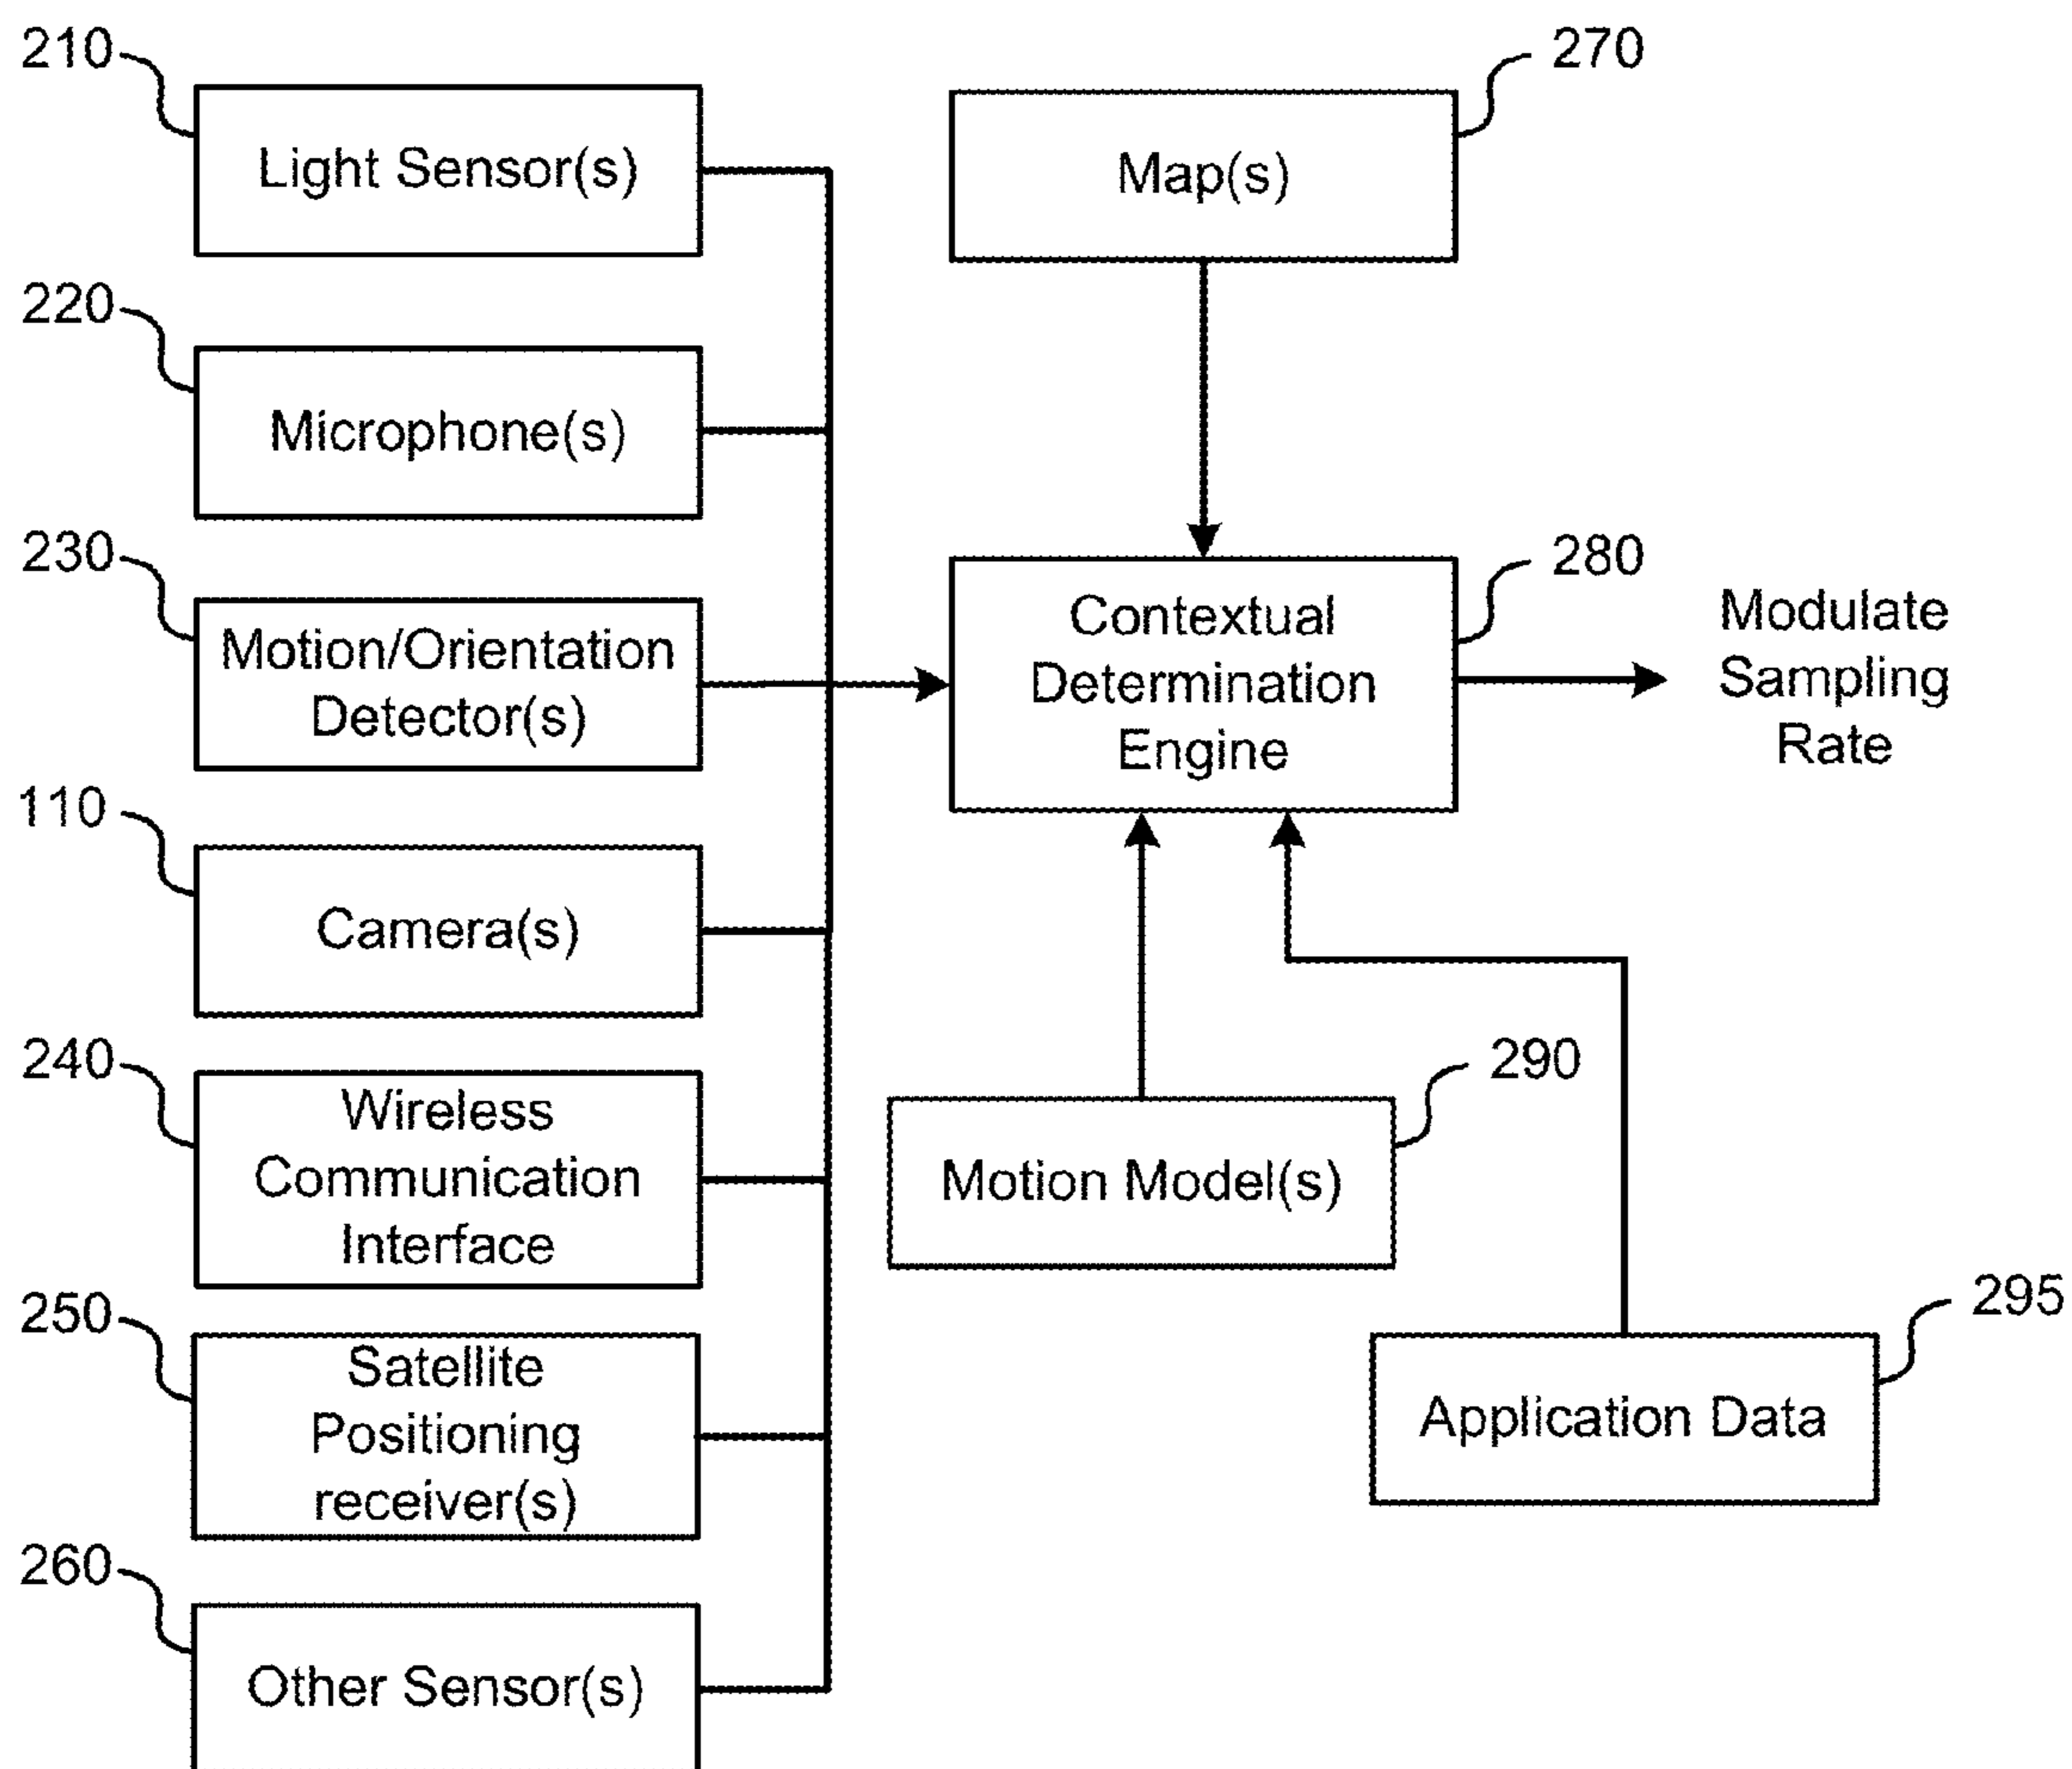 210
Light Sensor(s)
220
Microphone(s)
230
Motion/Orientation
Detector(s)
110
Camera(s)
240
Wireless
Communication
Interface
250
Satellite
Positioning
receiver(s)
260
Other Sensor(s)
270
Map(s)
280
Contextual
Determination
Engine
Modulate
Sampling
Rate
290
Motion Model(s)
295
Application Data